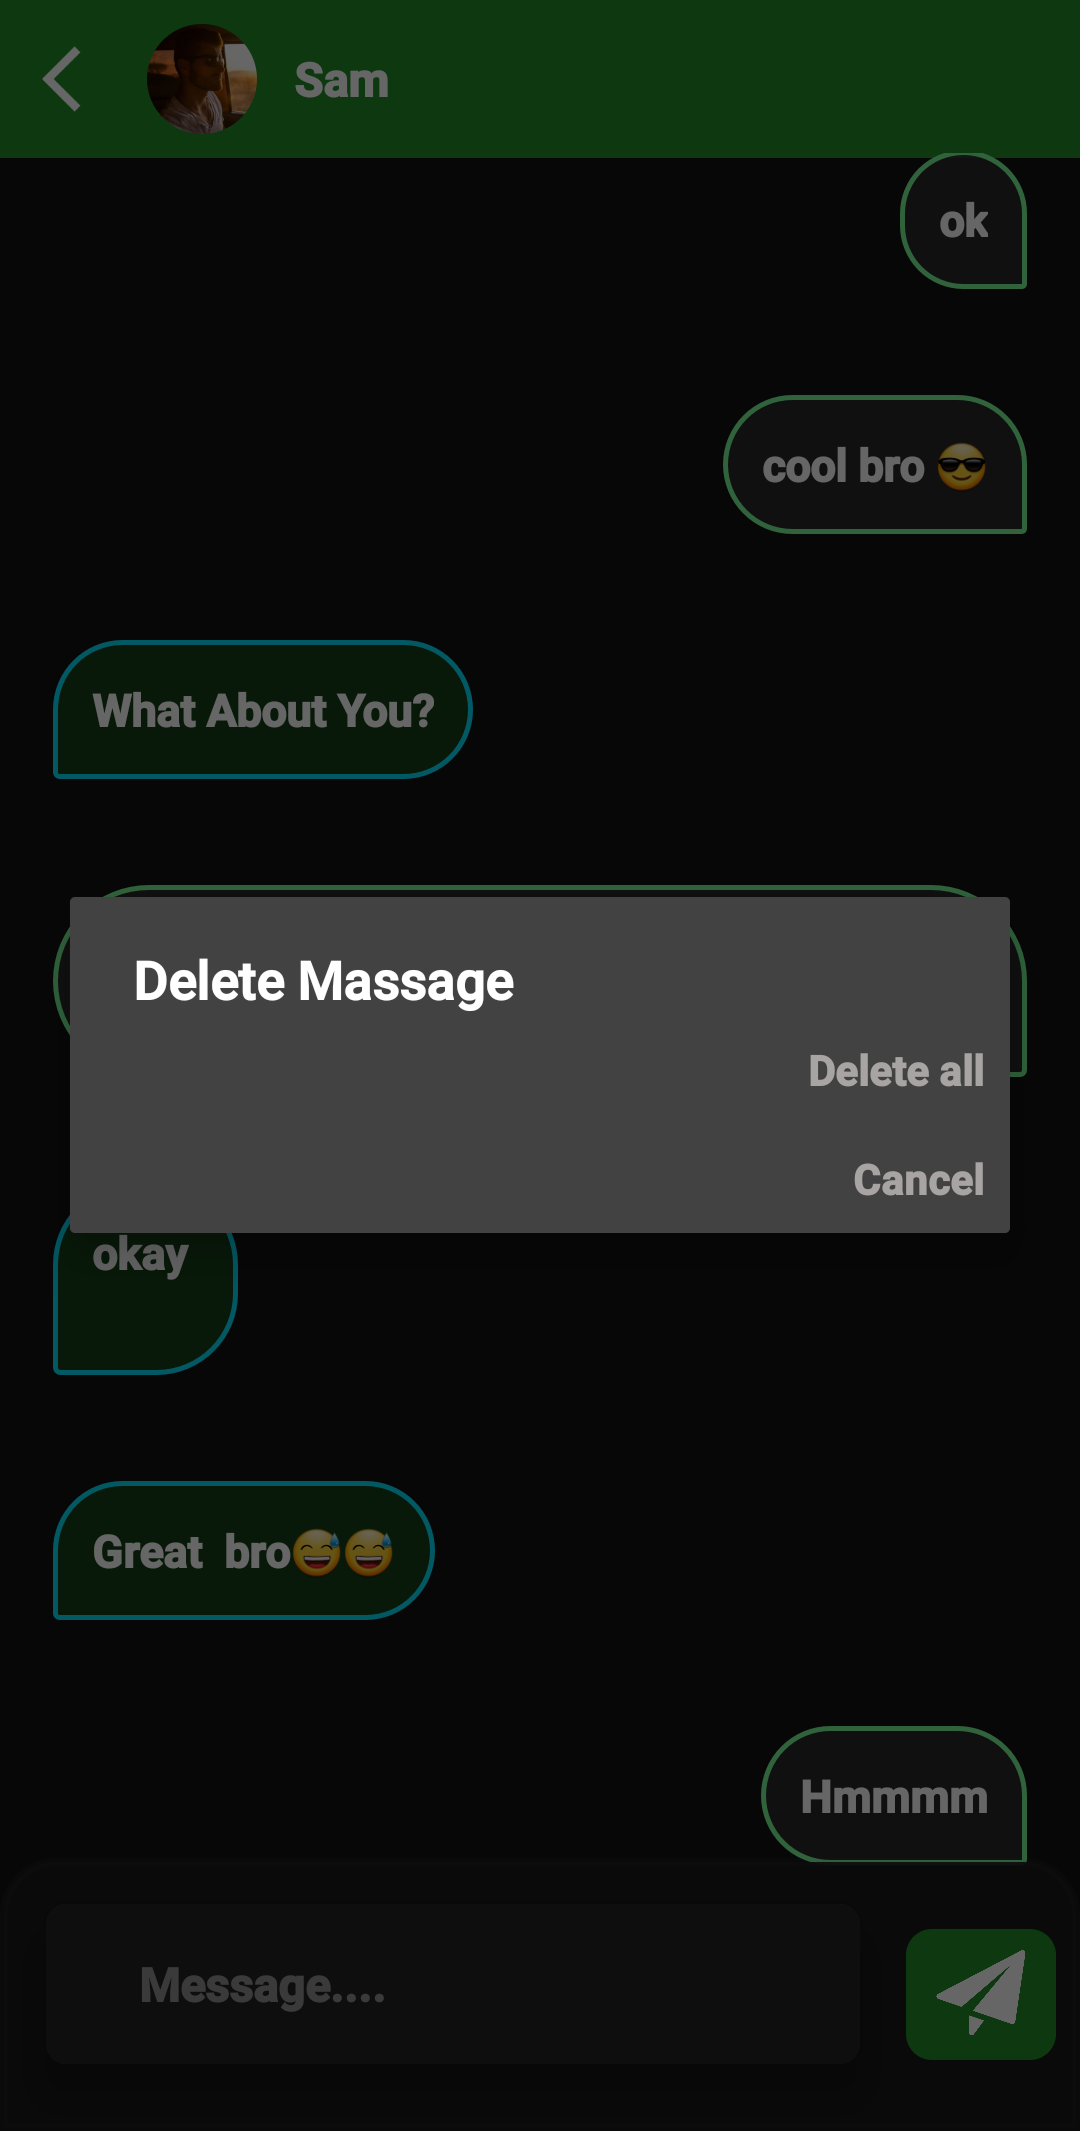 Sam
ok
cool bro 😎
What About You?
Delete Massage
Delete all
Cancel
okay
Great  bro😅😅
Hmmmm
Message....